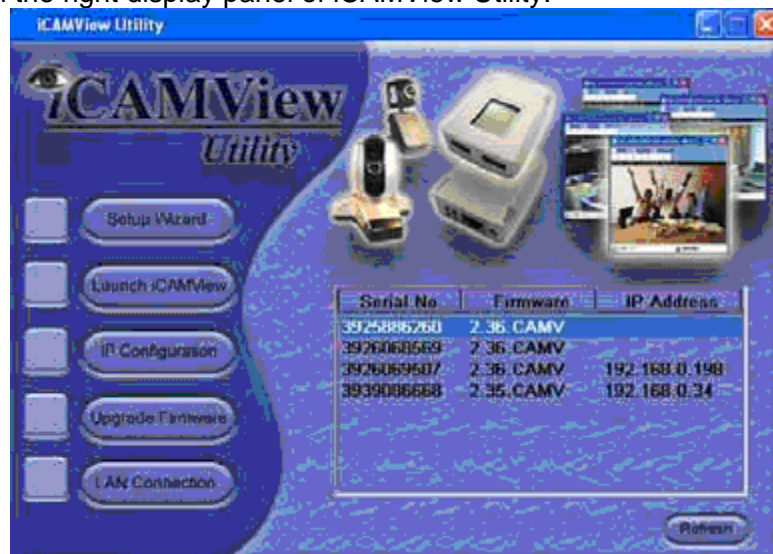 the right display panel of iCAMView Utility.
iCAMView Utility
iCAMView
Utility
Setup Wizard
Launch iCAMView
IP Configuration
Upgrade Firmware
LAN Connection
Serial No Firmware IP Address
3925886260 2.36.CAMV
3926068569 2.36.CAMV
3926069587 2.36.CAMV 192.168.0.198
3939086668 2.35.CAMV 192.168.0.34
Refresh